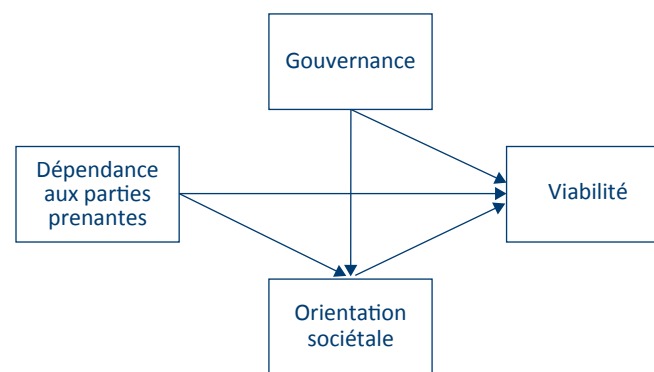 Gouvernance
Dépendance
aux parties
prenantes
Viabilité
Orientation
sociétale